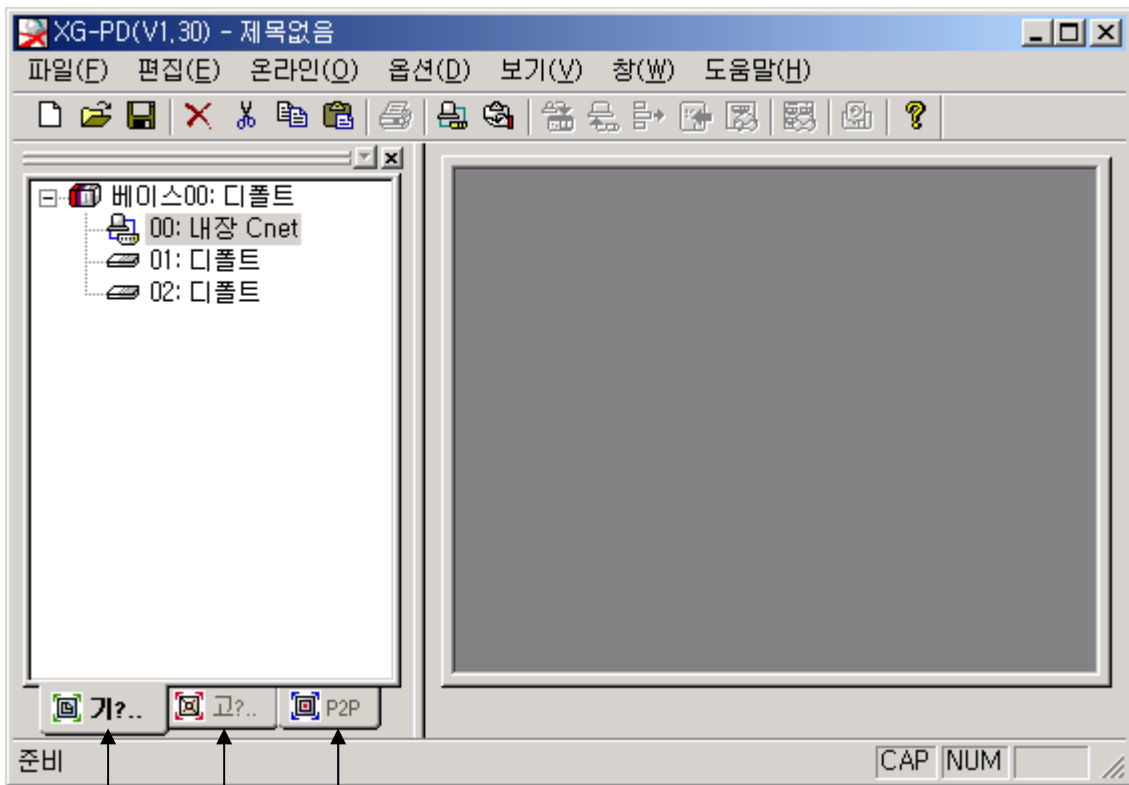 XG-PD(V1,30) - 제목없음
파일(F) 편집(E) 온라인(O) 옵션(D) 보기(V) 창(W) 도움말(H)
베이스00: 디폴트
00: 내장 Cnet
01: 디폴트
02: 디폴트
기?.. 고?.. P2P
준비 CAP NUM